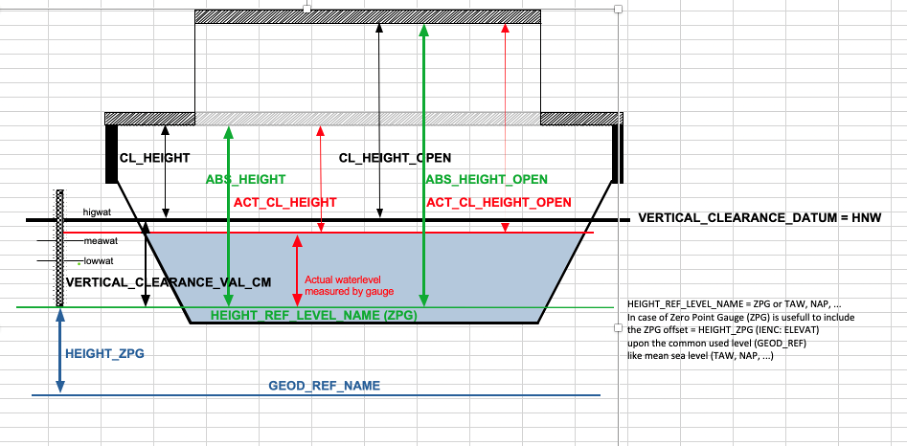 CL_HEIGHT
CL_HEIGHT_OPEN
ABS_HEIGHT
ABS_HEIGHT_OPEN
ACT_CL_HEIGHT
ACT_CL_HEIGHT_OPEN
higwat
VERTICAL_CLEARANCE_DATUM = HNW
meawat
lowwat
VERTICAL_CLEARANCE_VAL_CM
Actual waterlevel
measured by gauge
HEIGHT_REF_LEVEL_NAME (ZPG)
HEIGHT_REF_LEVEL_NAME = ZPG or TAW, NAP, ...
In case of Zero Point Gauge (ZPG) is usefull to include
the ZPG offset = HEIGHT_ZPG (IENC: ELEVAT)
upon the common used level (GEOD_REF)
like mean sea level (TAW, NAP, ...)
HEIGHT_ZPG
GEOD_REF_NAME